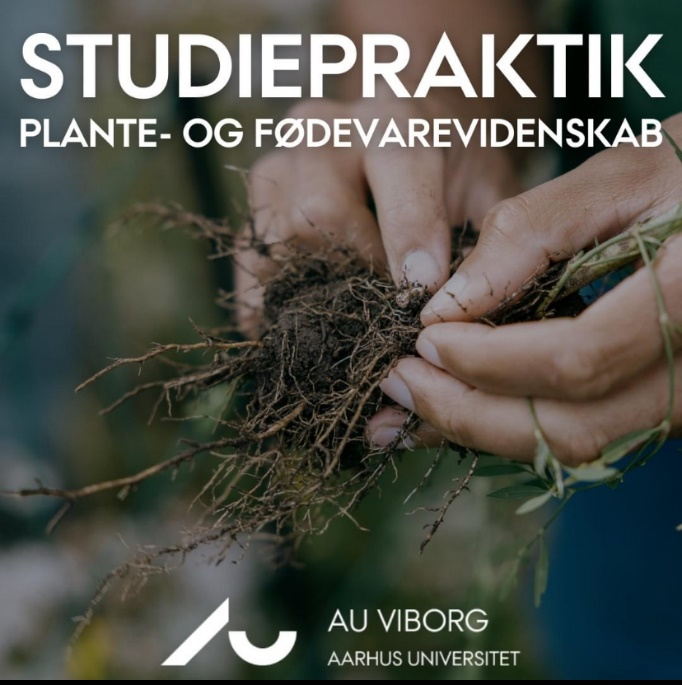 STUDIEPRAKTIK
PLANTE- OG FØDEVAREVIDENSKAB
AU VIBORG
AARHUS UNIVERSITET